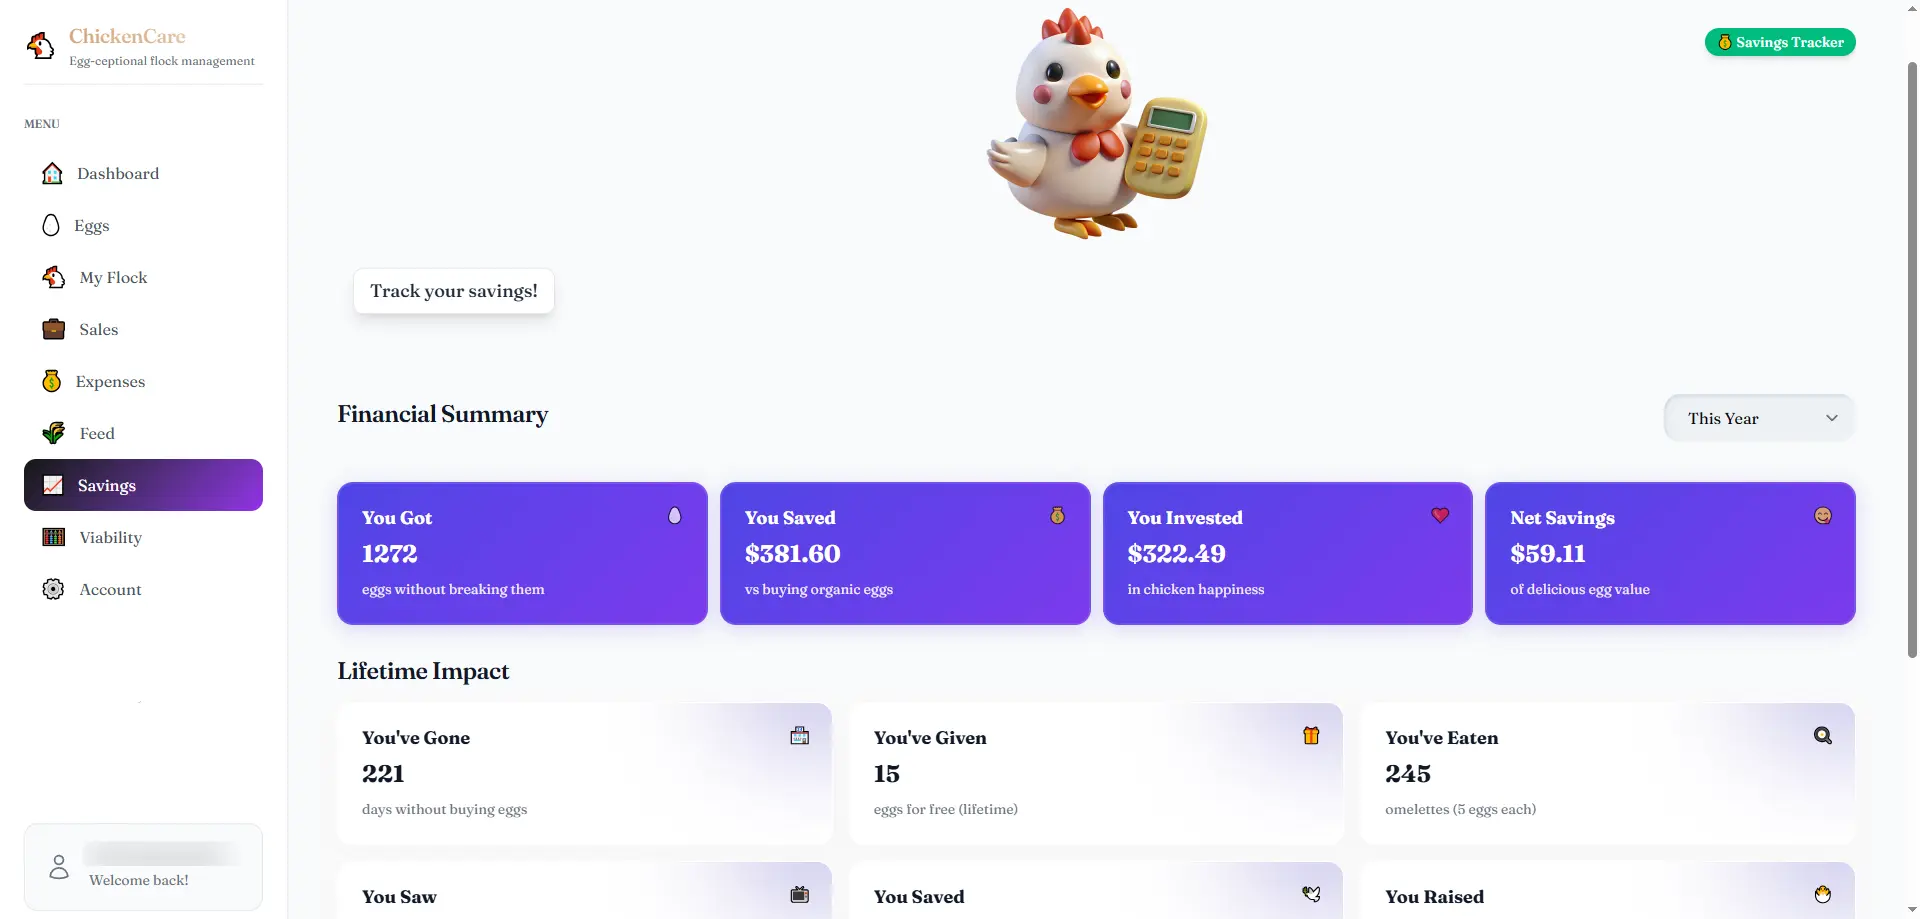 ChickenCare
Egg-ceptional flock management
MENU
Dashboard
Eggs
My Flock
Sales
Expenses
Feed
Savings
Viability
Account
Welcome back!
Savings Tracker
Track your savings!
Financial Summary
This Year
You Got
1272
eggs without breaking them
You Saved
$381.60
vs buying organic eggs
You Invested
$322.49
in chicken happiness
Net Savings
$59.11
of delicious egg value
Lifetime Impact
You've Gone
221
days without buying eggs
You've Given
15
eggs for free (lifetime)
You've Eaten
245
omelettes (5 eggs each)
You Saw
You Saved
You Raised